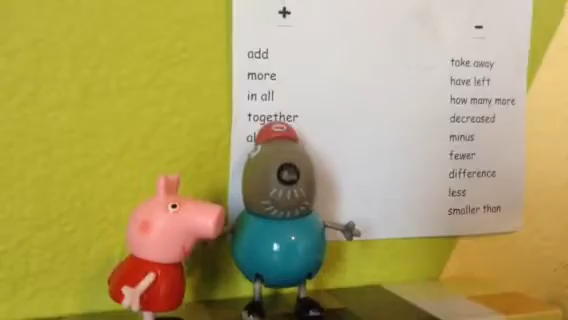 +
add
more
in all
together
-
take away
have left
how many more
decreased
minus
fewer
difference
less
smaller than